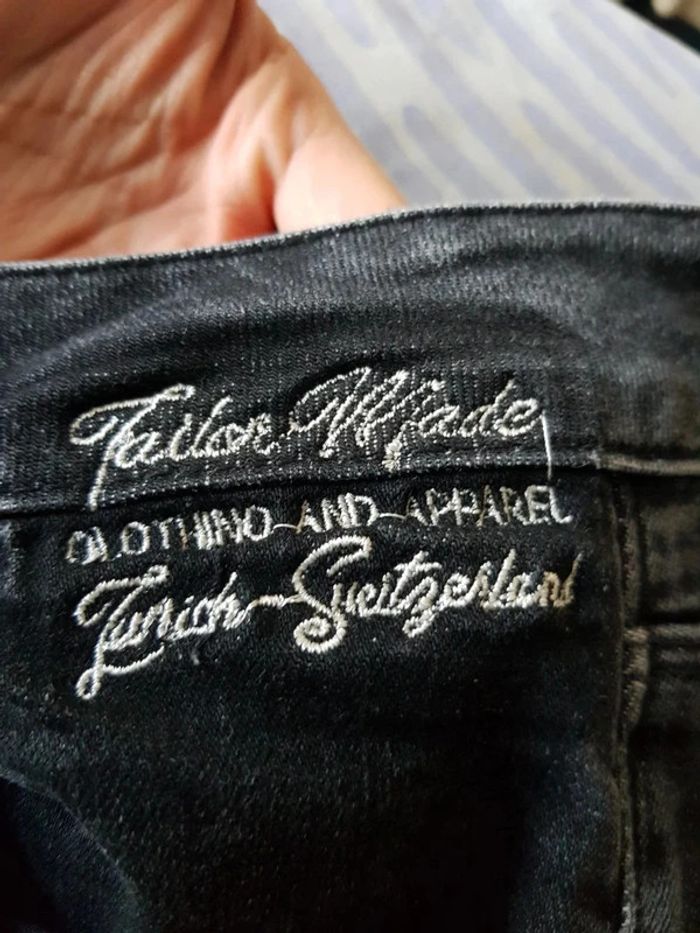 Tailor Made
CLOTHING-AND-APPAREL
Zurich-Switzerland